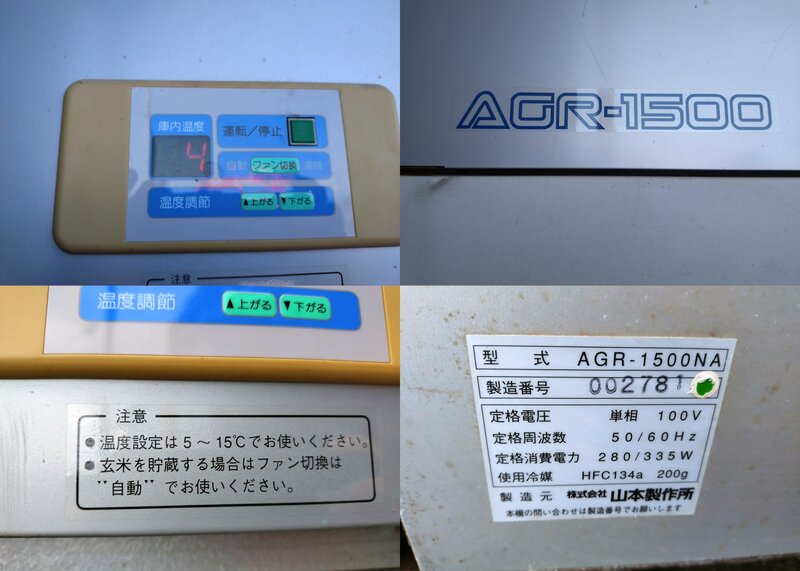 庫内温度
4
運転／停止
自動 ファン切換 連続
温度調節 ▲上がる ▼下がる
注意
AGR-1500
温度調節 ▲上がる ▼下がる
注意
●温度設定は5～15℃でお使いください。
●玄米を貯蔵する場合はファン切換は
"自動"でお使いください。
型式 AGR-1500NA
製造番号 002781
定格電圧 単相 100V
定格周波数 50/60Hz
定格消費電力 280/335W
使用冷媒 HFC134a 200g
製造元 株式会社 山本製作所
本機の問い合わせは製造番号でお願いします